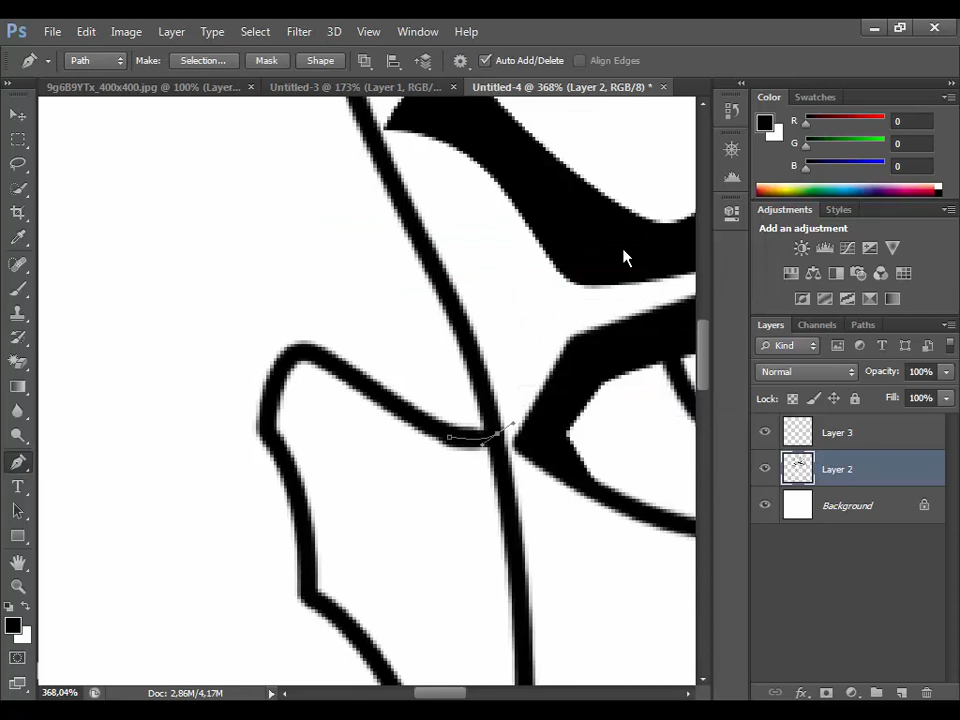 Ps File Edit Image Layer Type Select Filter 3D View Window Help
Path Make: Selection... Mask Shape Auto Add/Delete Align Edges
9g6B9YTx_400x400.jpg @ 100% (Layer... × Untitled-3 @ 173% (Layer 1, RGB/... × Untitled-4 @ 368% (Layer 2, RGB/8) * ×
Color Swatches
R 0
G 0
B 0
Adjustments Styles
Add an adjustment
Layers Channels Paths
Kind T
Normal Opacity: 100%
Lock: Fill: 100%
Layer 3
Layer 2
Background
T
368,04% Doc: 2,86M/4,17M
fx